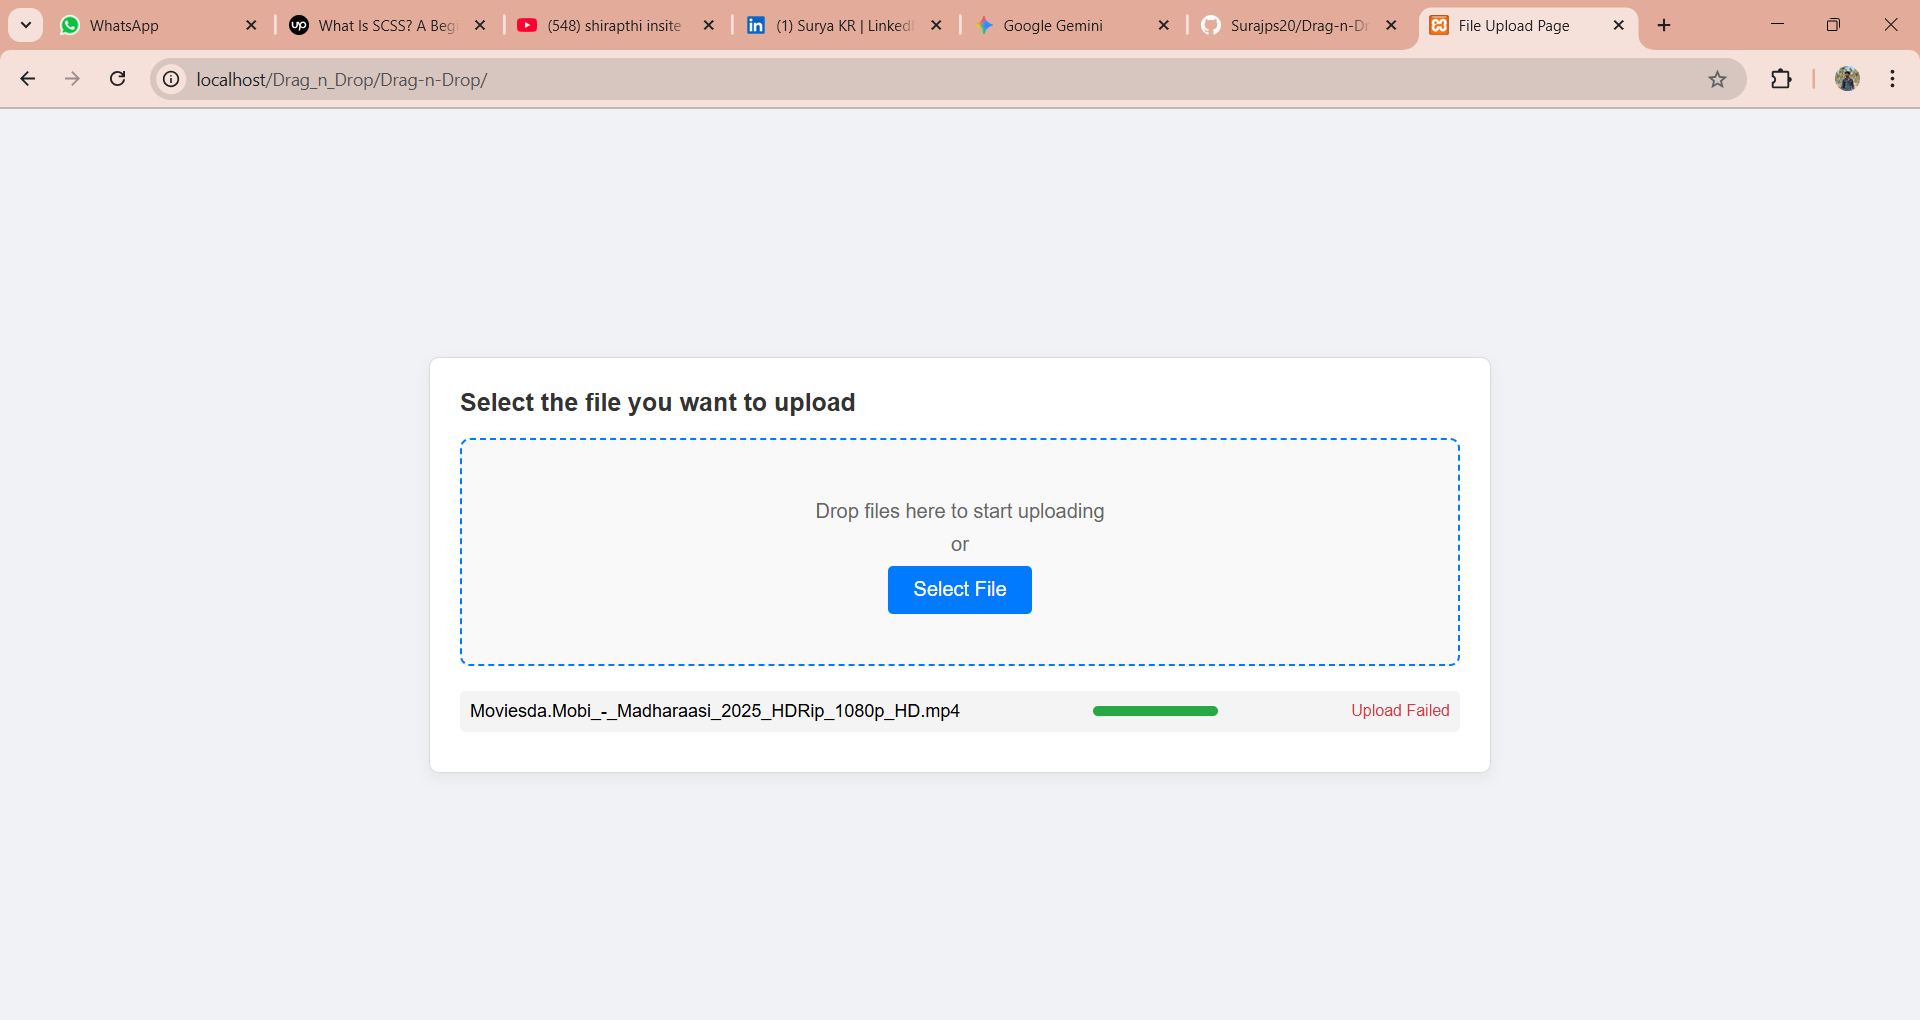 WhatsApp
What Is SCSS? A Beg
(548) shirapthi insite
(1) Surya KR | LinkedI
Google Gemini
Surajps20/Drag-n-Dr
File Upload Page
localhost/Drag_n_Drop/Drag-n-Drop/
Select the file you want to upload
Drop files here to start uploading
or
Select File
Moviesda.Mobi_-_Madharaasi_2025_HDRip_1080p_HD.mp4
Upload Failed